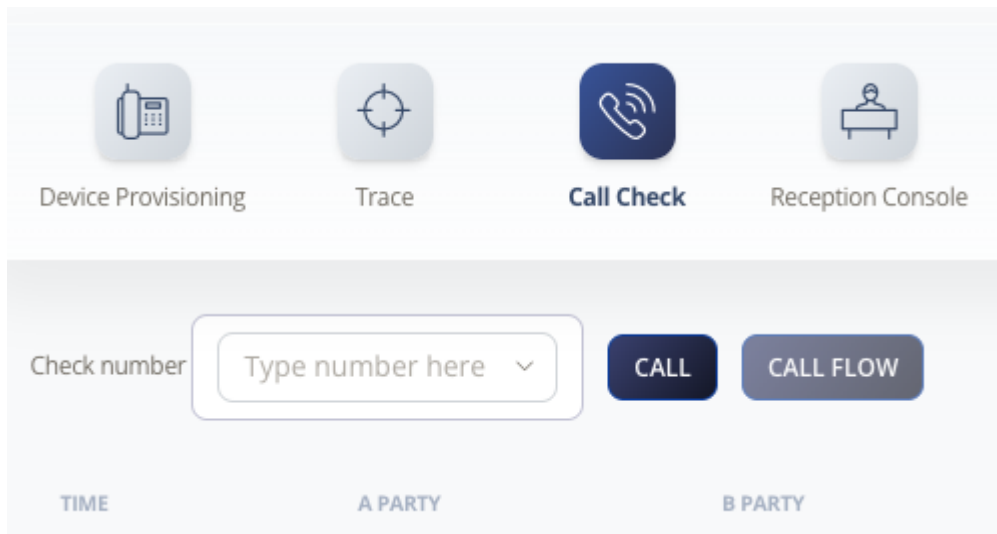 Device Provisioning Trace Call Check Reception Console
Check number Type number here CALL CALL FLOW
TIME A PARTY B PARTY